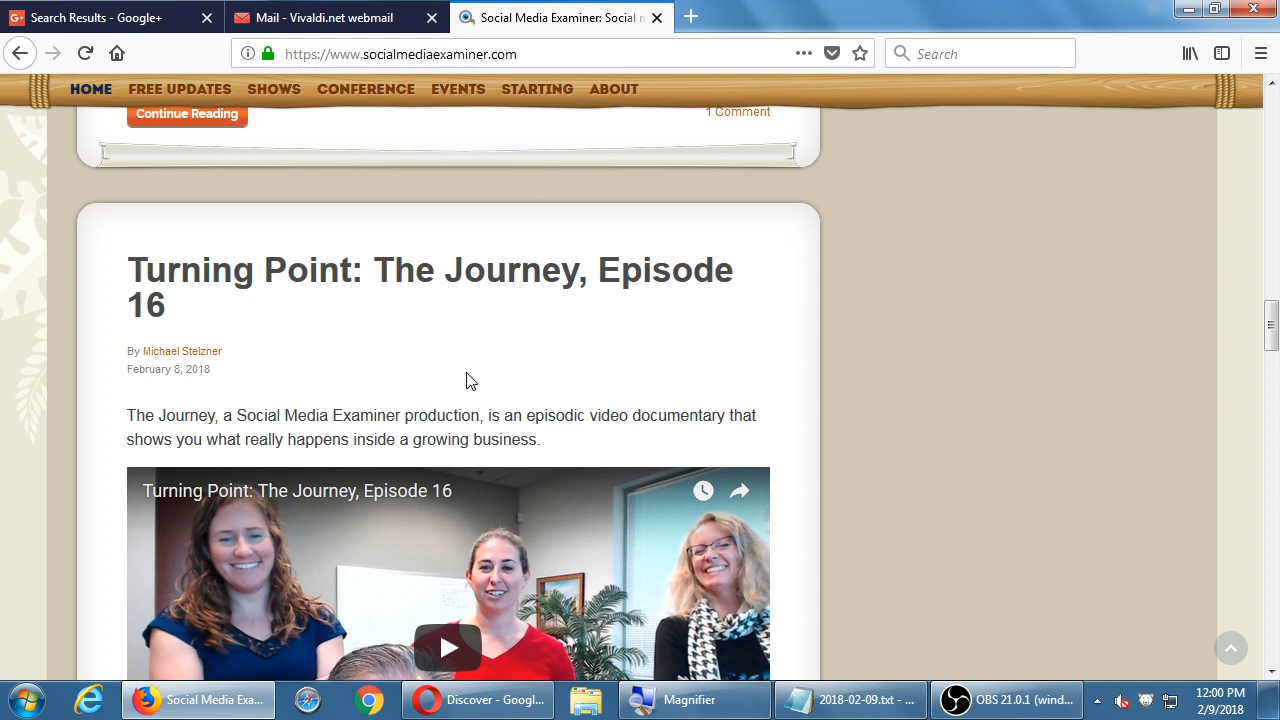 Search Results - Google+
Mail - Vivaldi.net webmail
Social Media Examiner: Social
https://www.socialmediaexaminer.com
Search
HOME FREE UPDATES SHOWS CONFERENCE EVENTS STARTING ABOUT
Continue Reading
1 Comment
Turning Point: The Journey, Episode
16
By Michael Stelzner
February 8, 2018
The Journey, a Social Media Examiner production, is an episodic video documentary that
shows you what really happens inside a growing business.
Turning Point: The Journey, Episode 16
Social Media Exa...
Discover - Googl...
Magnifier
2018-02-09.txt - ...
OBS 21.0.1 (wind...
12:00 PM
2/9/2018